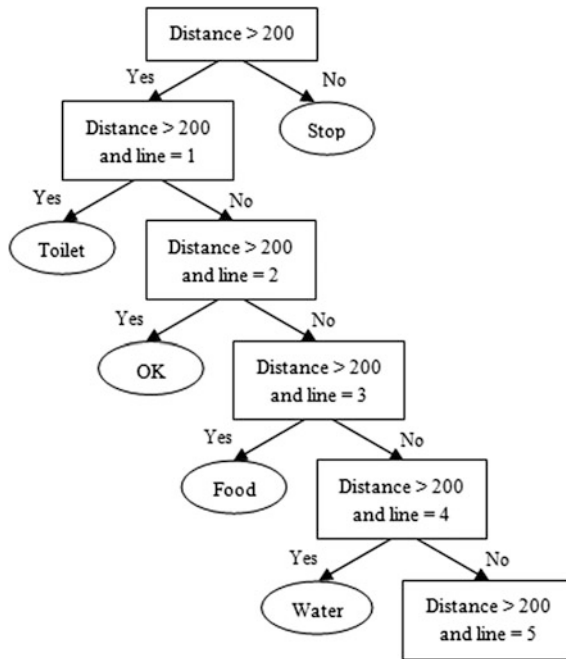 Distance > 200
Yes
No
Distance > 200
and line = 1
Stop
Yes
No
Toilet
Distance > 200
and line = 2
Yes
No
OK
Distance > 200
and line = 3
Yes
No
Food
Distance > 200
and line = 4
Yes
No
Water
Distance > 200
and line = 5